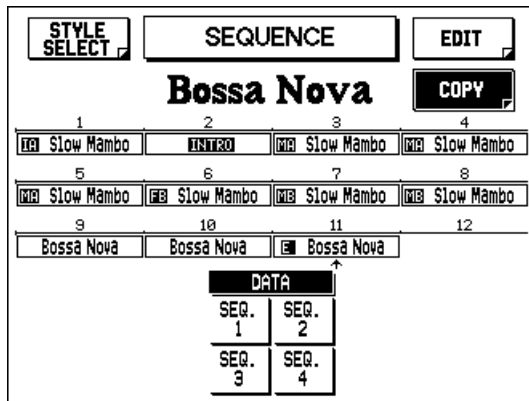 STYLE SELECT SEQUENCE EDIT
Bossa Nova COPY
1 2 3 4
IA Slow Mambo INTRO MA Slow Mambo MA Slow Mambo
5 6 7 8
MA Slow Mambo FB Slow Mambo MB Slow Mambo MB Slow Mambo
9 10 11 12
Bossa Nova Bossa Nova E Bossa Nova
DATA
SEQ. 1 SEQ. 2
SEQ. 3 SEQ. 4